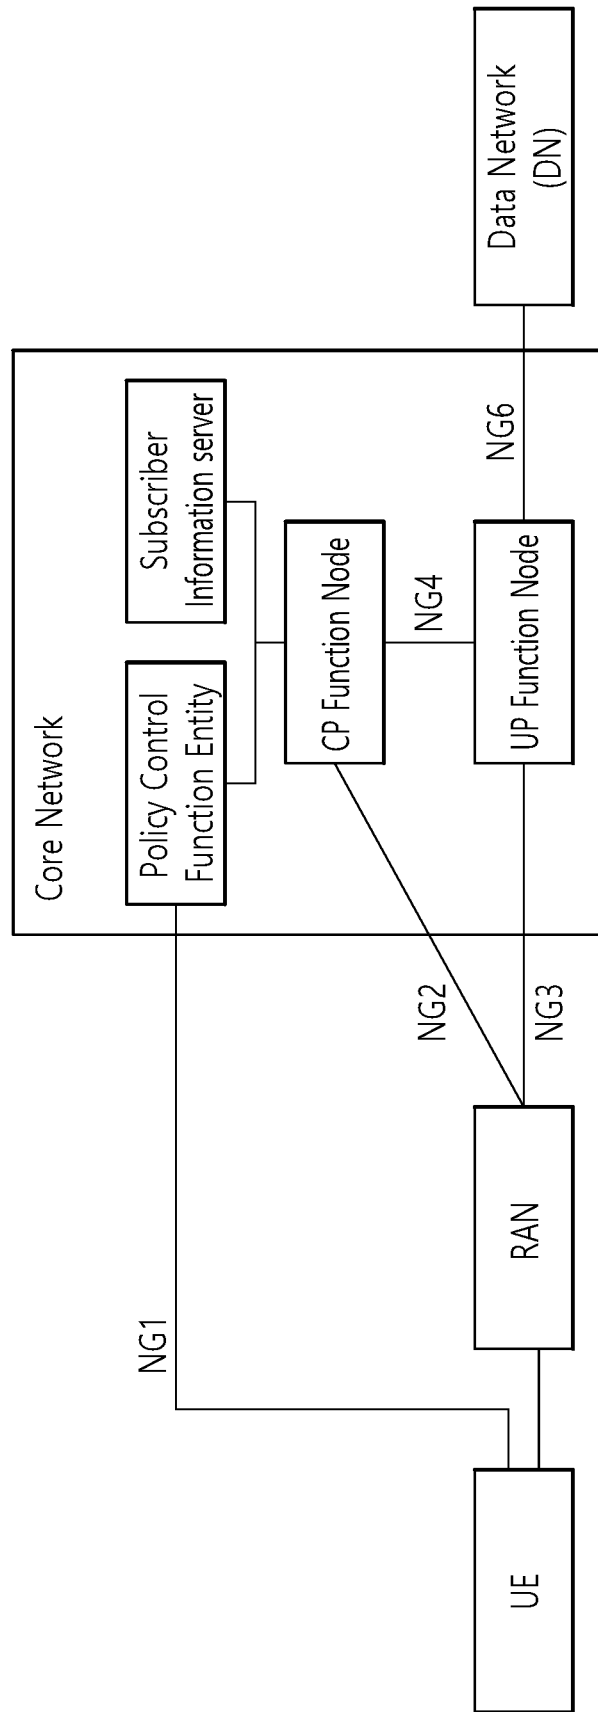 Core Network
Policy Control
Function Entity
Subscriber
Information server
NG1
CP Function Node
NG2
NG4
UE
RAN
NG3
UP Function Node
NG6
Data Network
(DN)